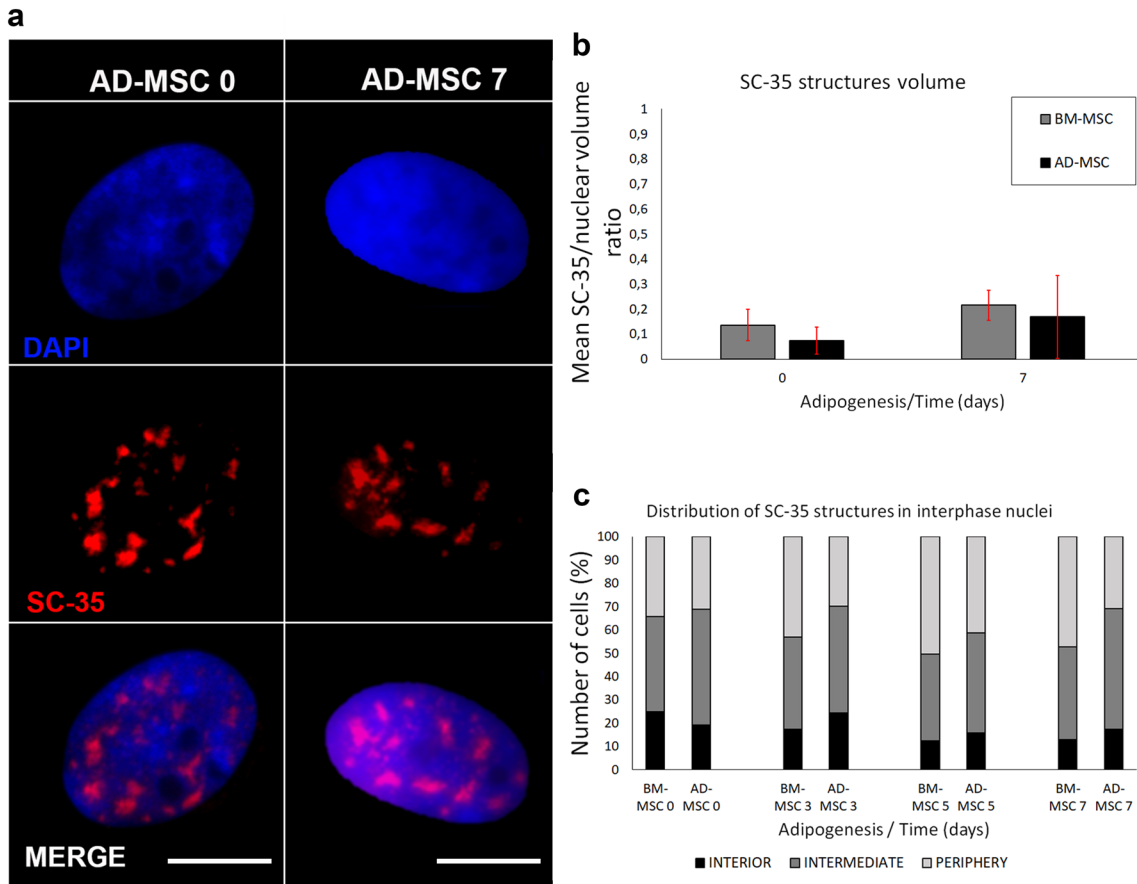 a
AD-MSC 0
AD-MSC 7
DAPI
SC-35
MERGE
b
SC-35 structures volume
Mean SC-35/nuclear volume
ratio
1
0,9
0,8
0,7
0,6
0,5
0,4
0,3
0,2
0,1
0
BM-MSC
AD-MSC
0
7
Adipogenesis/Time (days)
c
Distribution of SC-35 structures in interphase nuclei
Number of cells (%)
100
90
80
70
60
50
40
30
20
10
0
BM- AD- BM- AD- BM- AD- BM- AD-
MSC 0 MSC 0 MSC 3 MSC 3 MSC 5 MSC 5 MSC 7 MSC 7
Adipogenesis / Time (days)
INTERIOR INTERMEDIATE PERIPHERY